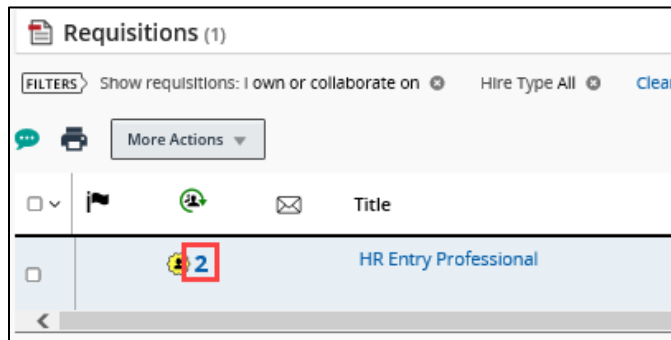 Requisitions (1)
FILTERS Show requisitions: I own or collaborate on Hire Type All Clear
More Actions
Title
2 HR Entry Professional